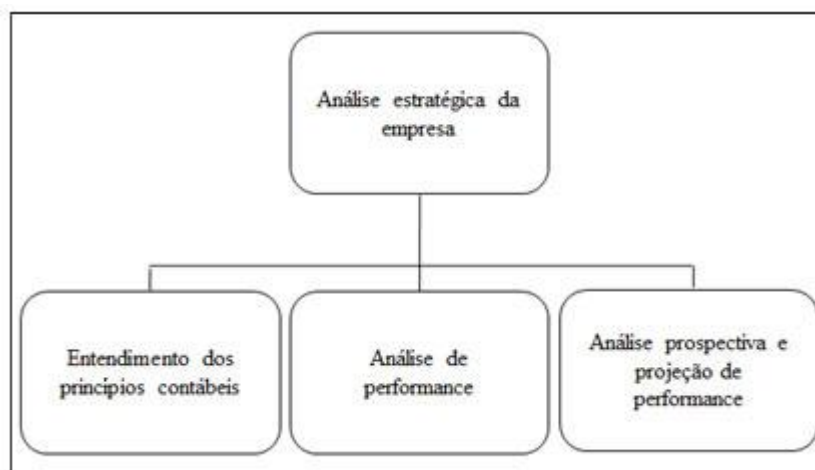 Análise estratégica da
empresa
Entendimento dos
princípios contábeis
Análise de
performance
Análise prospectiva e
projeção de
performance